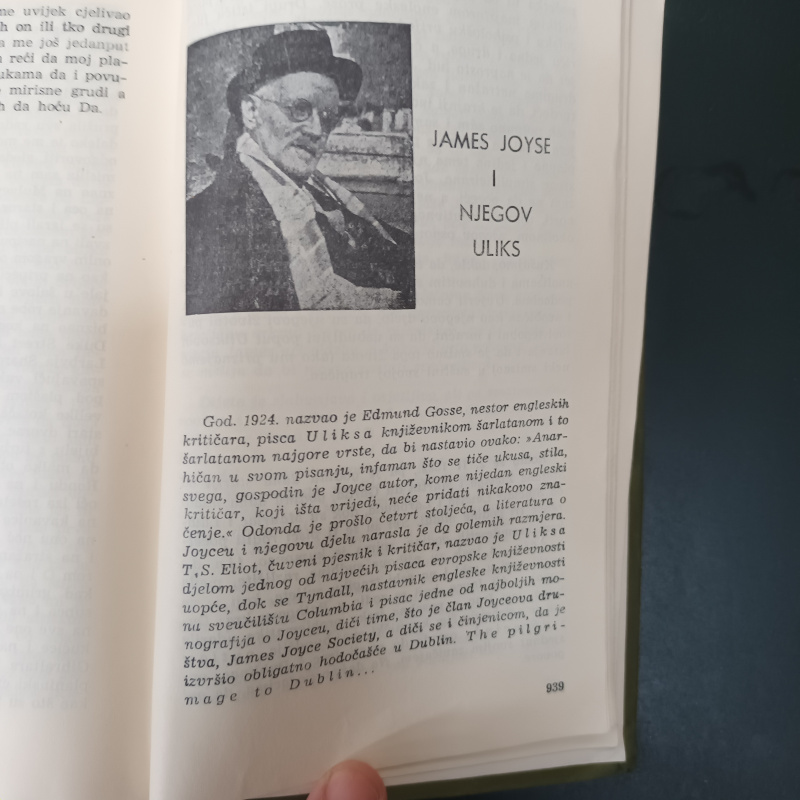 ne uvijek cjelivao
h on ili tko drugi
a me još jedanput
reći da moj pla-
ukama da i povu-
mirisne grudi a
h da hoću Da.
JAMES JOYSE
I
NJEGOV
ULIKS
God. 1924. nazvao je Edmund Gosse, nestor engleskih
kritičara, pisca Uliksa književnikom šarlatanom i to
šarlatanom najgore vrste, da bi nastavio ovako: »Anar-
hičan u svom pisanju, infaman što se tiče ukusa, stila,
svega, gospodin je Joyce autor, kome nijedan engleski
kritičar, koji išta vrijedi, neće pridati nikakovo zna-
čenje.« Odonda je prošlo četvrt stoljeća, a literatura o
Joyceu i njegovu djelu narasla je do golemih razmjera.
T.S. Eliot, čuveni pjesnik i kritičar, nazvao je Uliksa
djelom jednog od najvećih pisaca evropske književnosti
uopće, dok se Tyndall, nastavnik engleske književnosti
na sveučilištu Columbia i pisac jedne od najboljih mo-
nografija o Joyceu, diči time, što je član Joyceova dru-
štva, James Joyce Society, a diči se i činjenicom, da je
izvršio obligatno hodočašće u Dublin. The pilgri-
mage to Dublin...
939